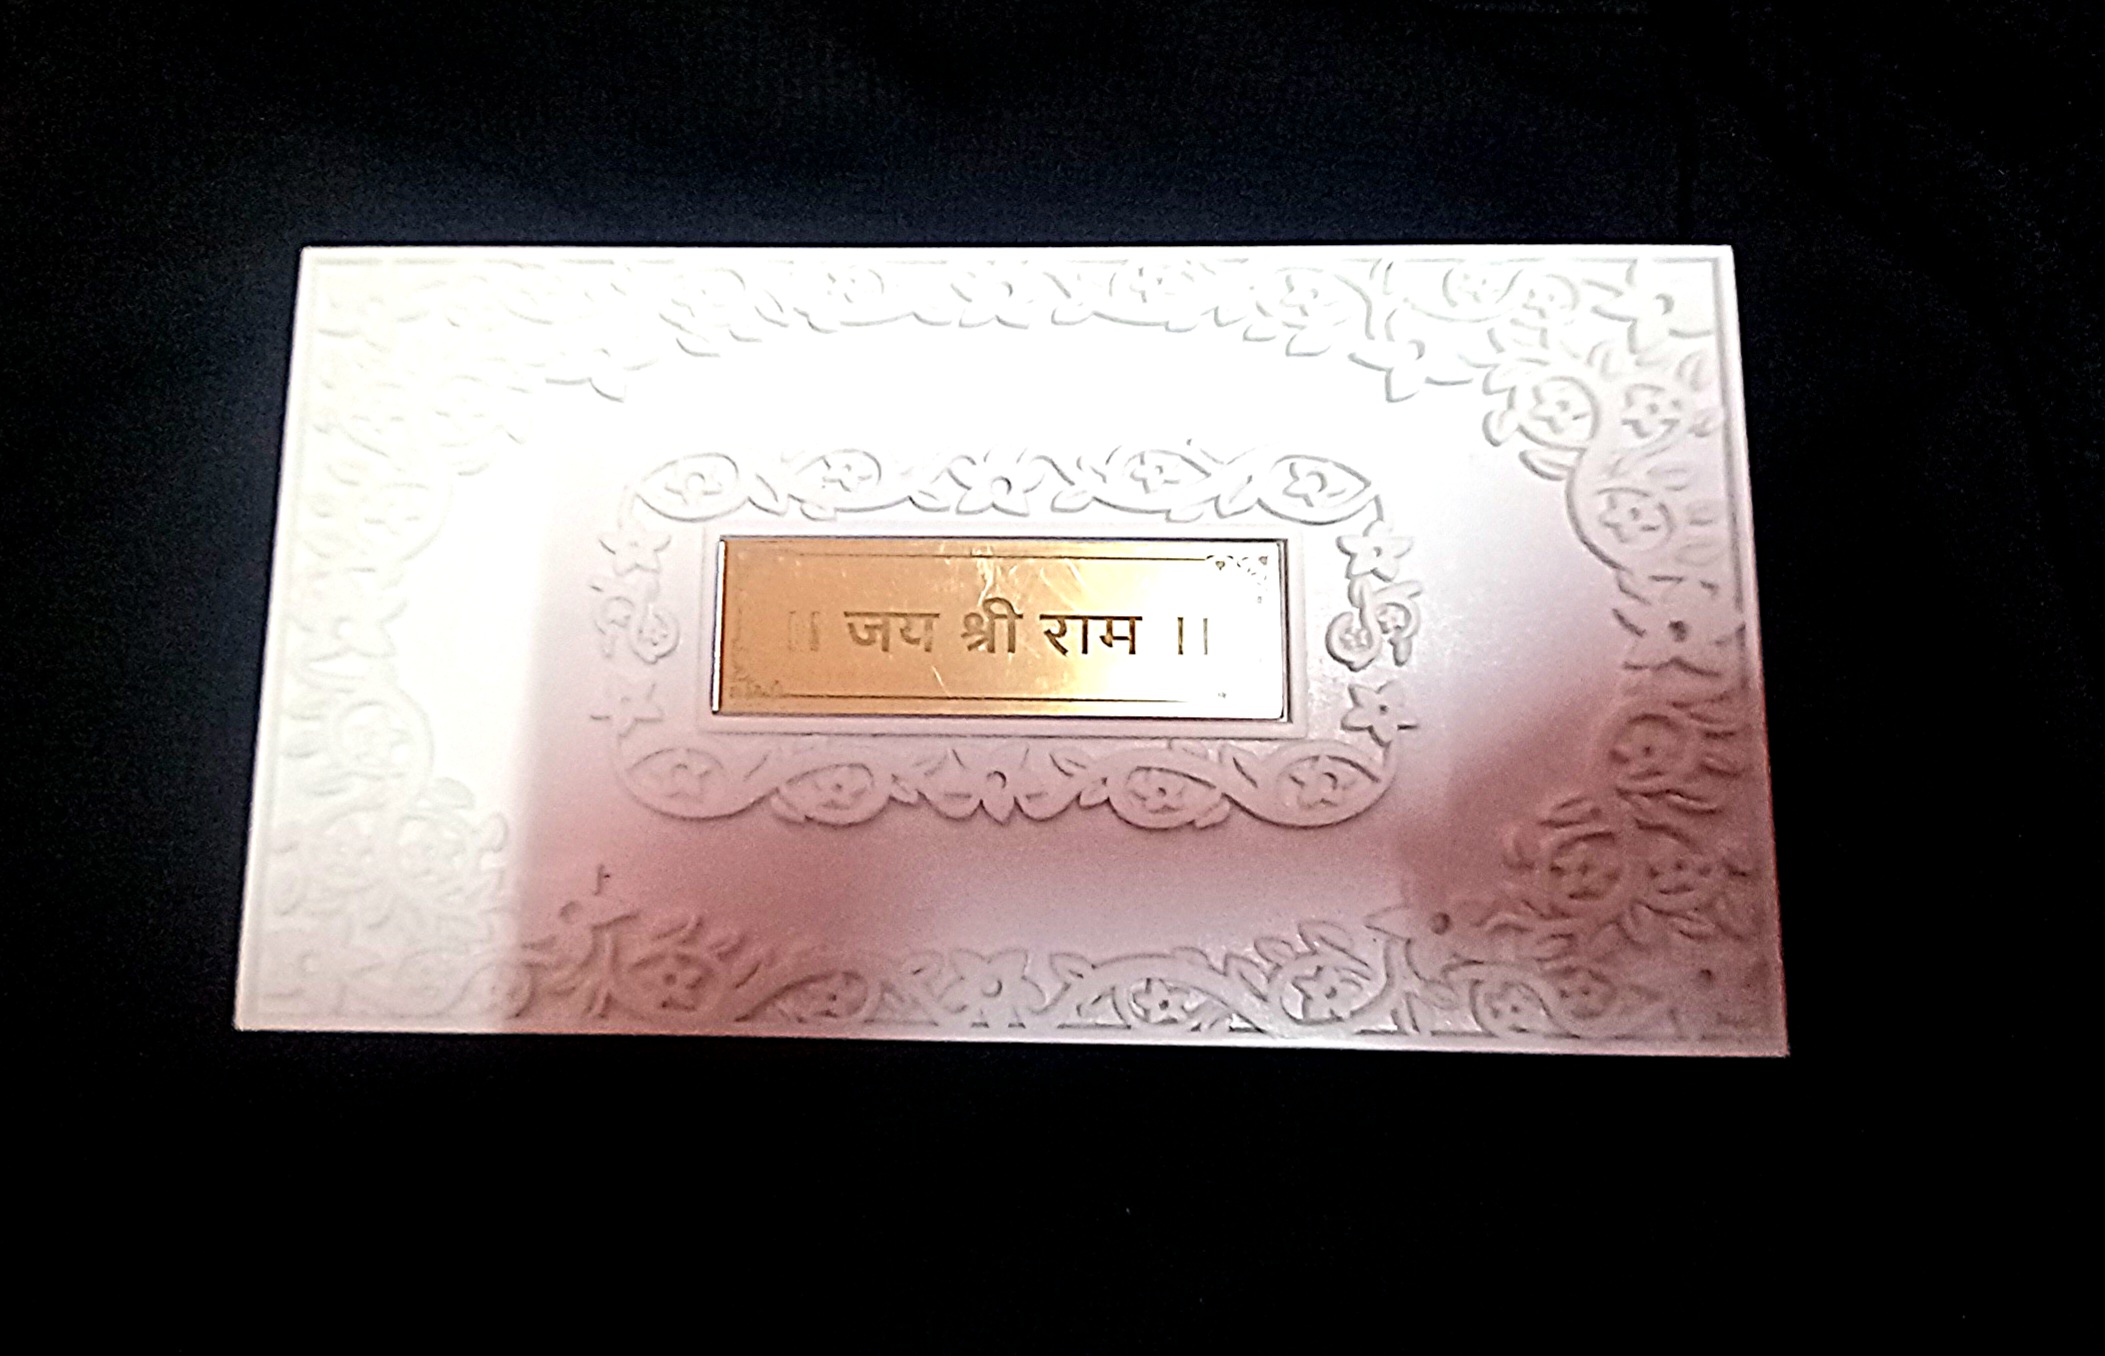 ।। जय श्री राम ।।